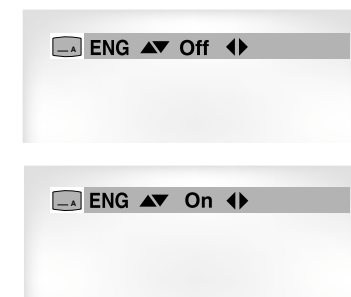 A ENG ▲▼ Off ◀▶
A ENG ▲▼ On ◀▶